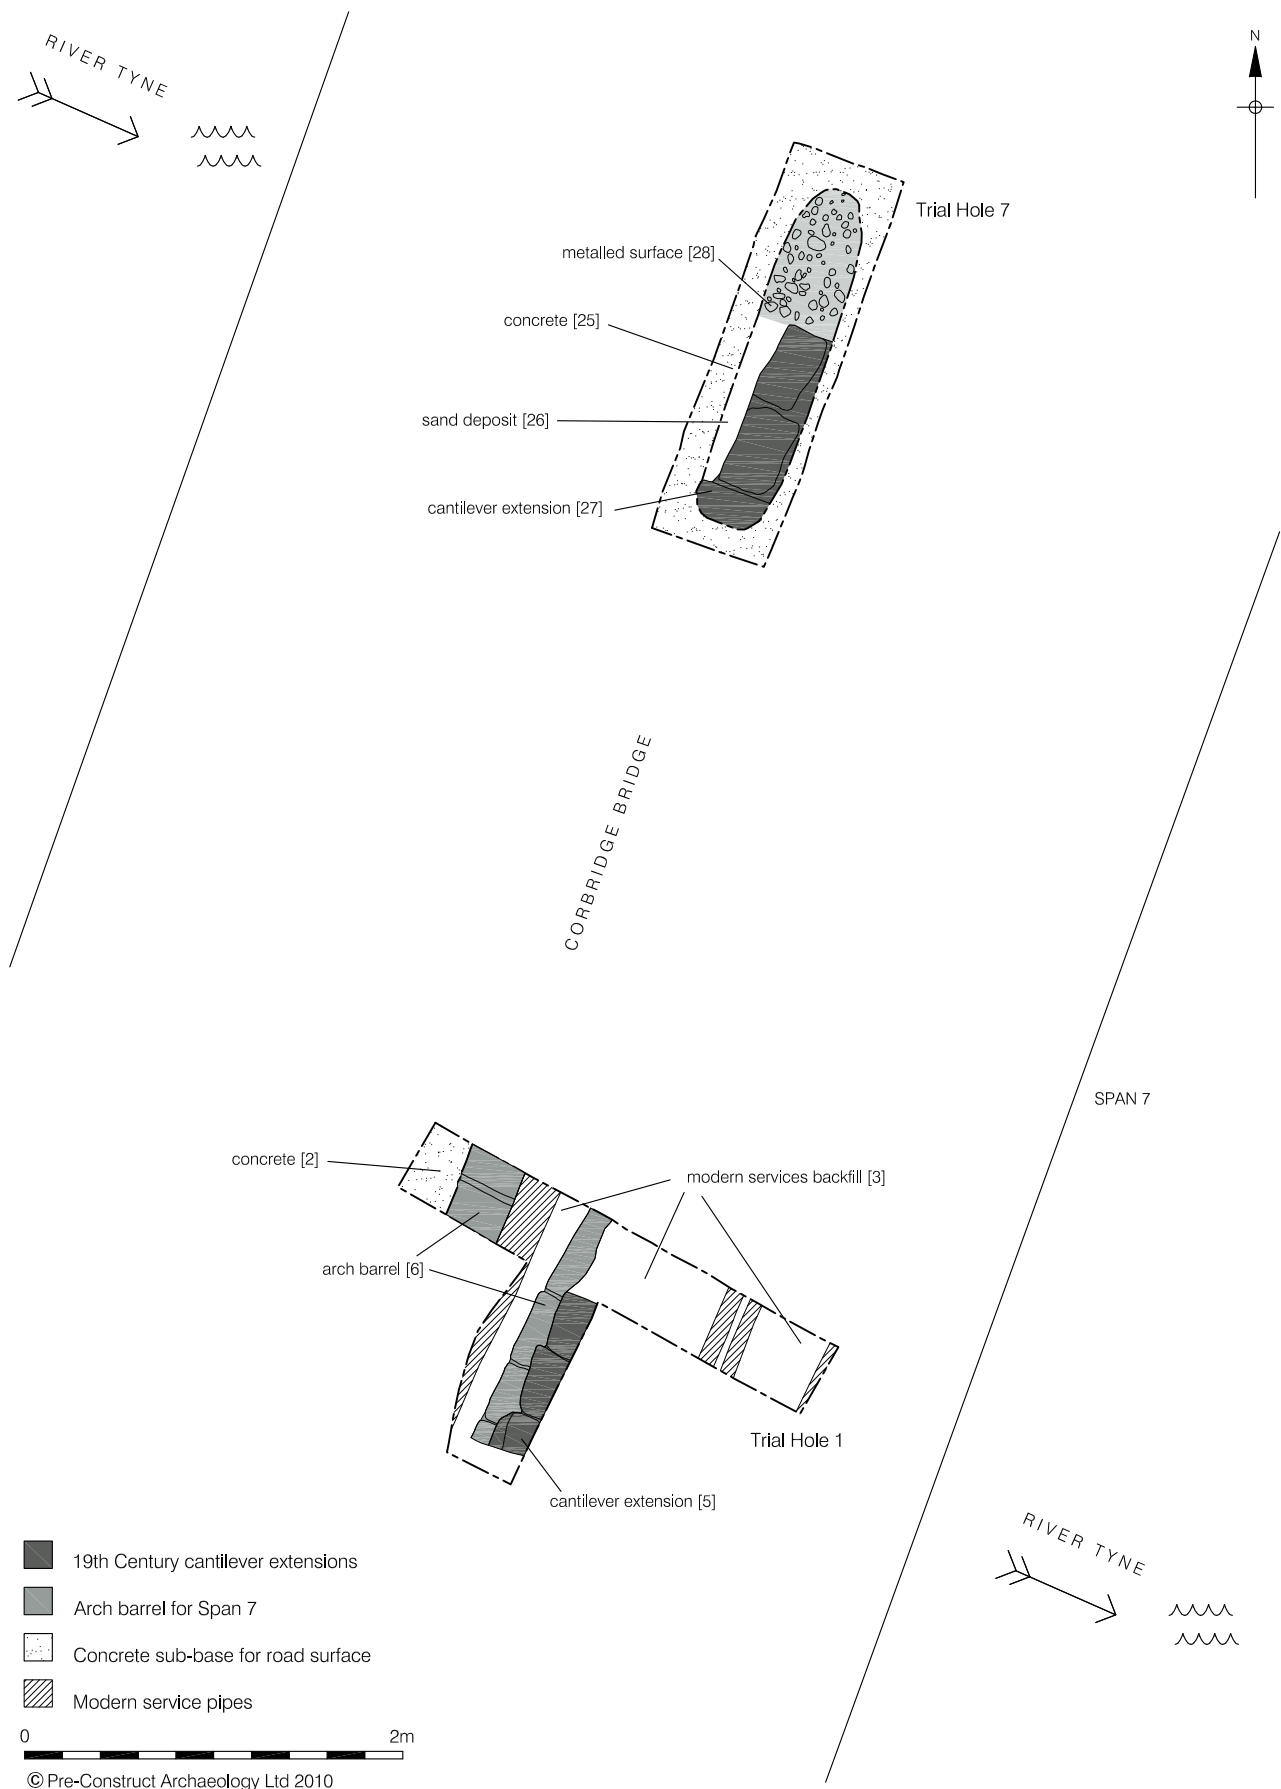 RIVER TYNE
N
Trial Hole 7
metalled surface [28]
concrete [25]
sand deposit [26]
cantilever extension [27]
CORBRIDGE BRIDGE
SPAN 7
concrete [2]
modern services backfill [3]
arch barrel [6]
Trial Hole 1
cantilever extension [5]
RIVER TYNE
19th Century cantilever extensions
Arch barrel for Span 7
Concrete sub-base for road surface
Modern service pipes
0 2m
© Pre-Construct Archaeology Ltd 2010